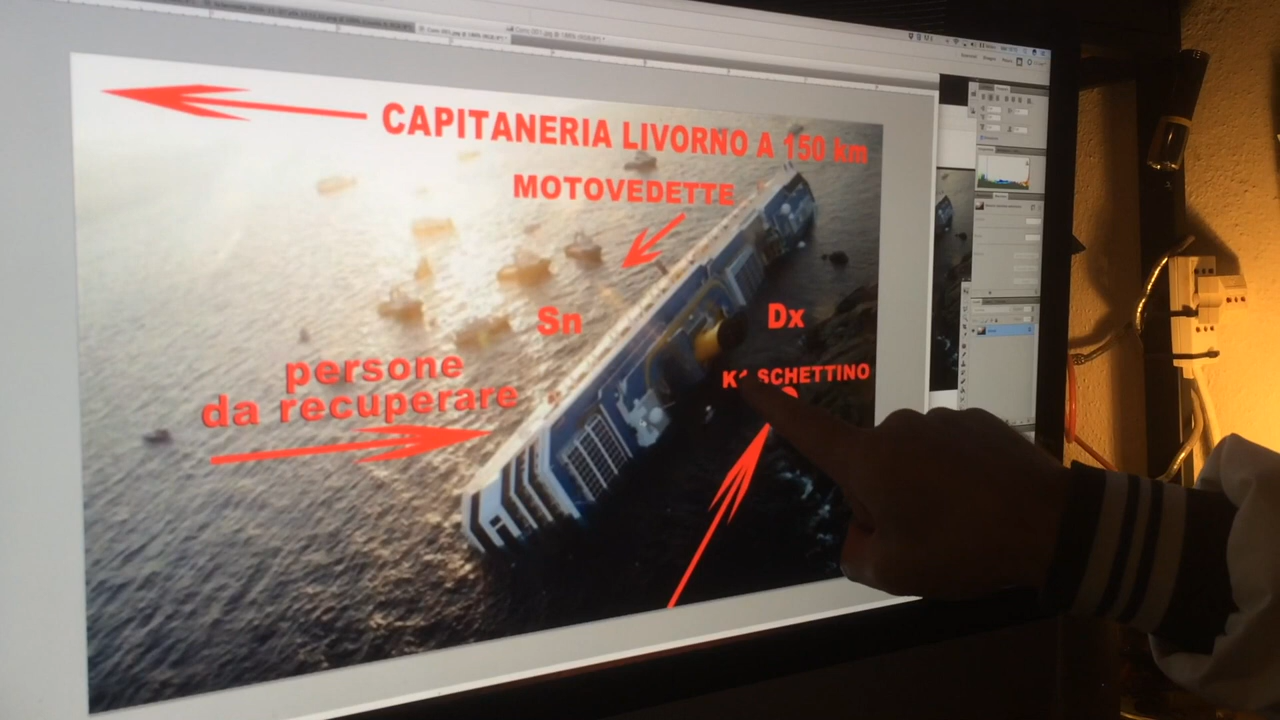 CAPITANERIA LIVORNO A 150 km
MOTOVEDETTE
Sn
Dx
persone
da recuperare
SCHETTINO